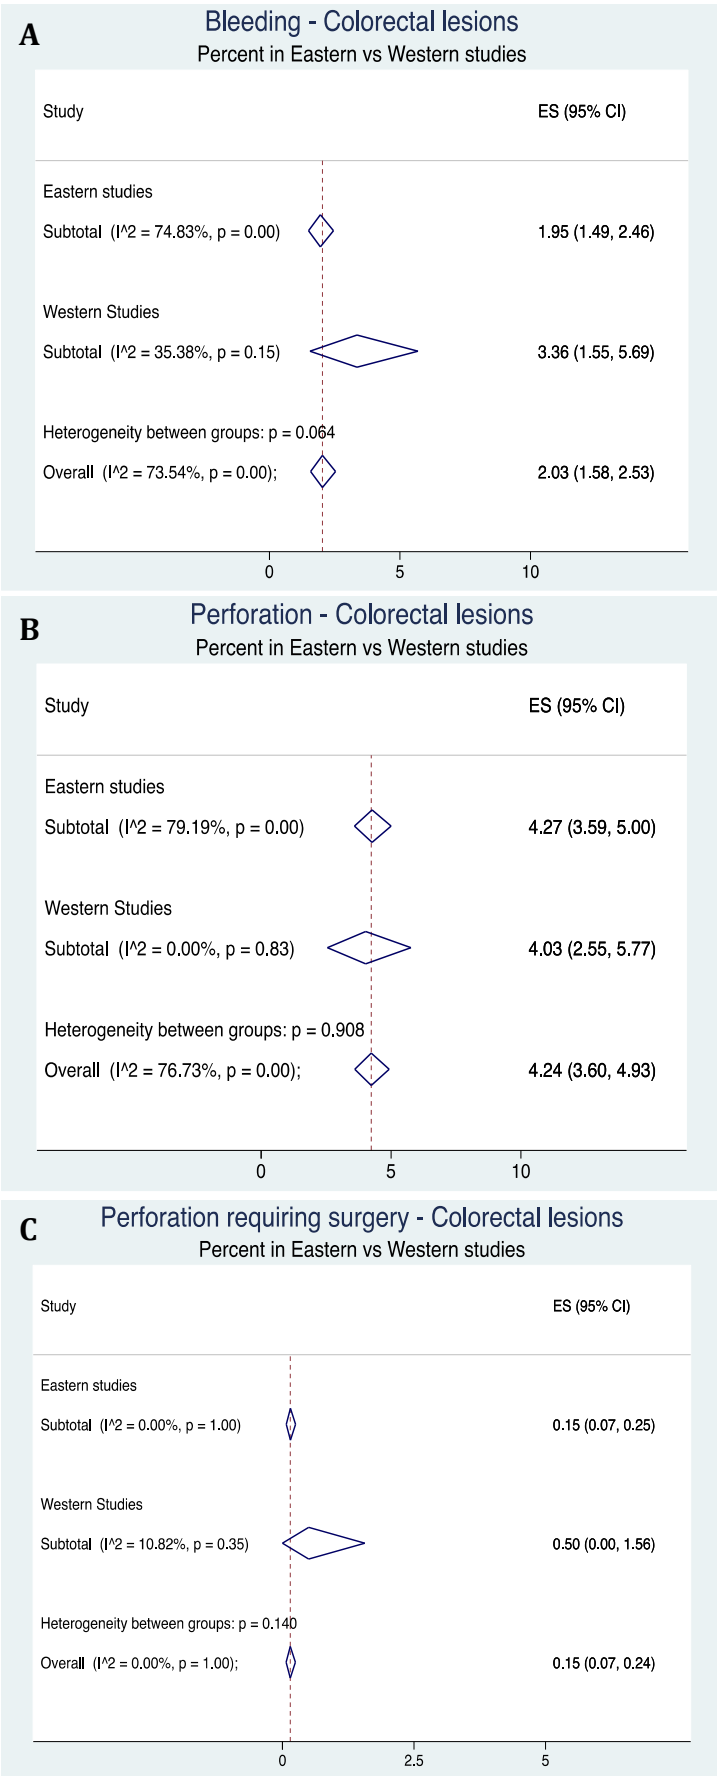 A
Bleeding - Colorectal lesions
Percent in Eastern vs Western studies
Study ES (95% CI)
Eastern studies
Subtotal (I^2 = 74.83%, p = 0.00) 1.95 (1.49, 2.46)
Western Studies
Subtotal (I^2 = 35.38%, p = 0.15) 3.36 (1.55, 5.69)
Heterogeneity between groups: p = 0.064
Overall (I^2 = 73.54%, p = 0.00); 2.03 (1.58, 2.53)
0 5 10
B
Perforation - Colorectal lesions
Percent in Eastern vs Western studies
Study ES (95% CI)
Eastern studies
Subtotal (I^2 = 79.19%, p = 0.00) 4.27 (3.59, 5.00)
Western Studies
Subtotal (I^2 = 0.00%, p = 0.83) 4.03 (2.55, 5.77)
Heterogeneity between groups: p = 0.908
Overall (I^2 = 76.73%, p = 0.00); 4.24 (3.60, 4.93)
0 5 10
C
Perforation requiring surgery - Colorectal lesions
Percent in Eastern vs Western studies
Study ES (95% CI)
Eastern studies
Subtotal (I^2 = 0.00%, p = 1.00) 0.15 (0.07, 0.25)
Western Studies
Subtotal (I^2 = 10.82%, p = 0.35) 0.50 (0.00, 1.56)
Heterogeneity between groups: p = 0.140
Overall (I^2 = 0.00%, p = 1.00); 0.15 (0.07, 0.24)
0 2.5 5